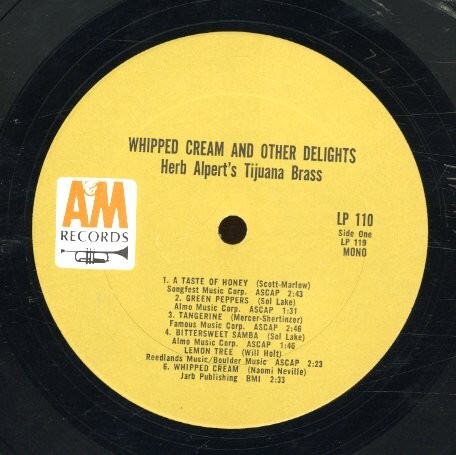 WHIPPED CREAM AND OTHER DELIGHTS
Herb Alpert's Tijuana Brass
A&M
RECORDS
LP 110
Side One
LP 119
MONO
1. A TASTE OF HONEY (Scott-Marlow)
Songfest Music Corp. ASCAP 2:43
2. GREEN PEPPERS (Sol Lake)
Almo Music Corp. ASCAP 1:31
3. TANGERINE (Mercer-Shertinzer)
Famous Music Corp. ASCAP 2:46
4. BITTERSWEET SAMBA (Sol Lake)
Almo Music Corp. ASCAP 1:46
LEMON TREE (Will Holt)
Reedlands Music/Boulder Music ASCAP 2:23
6. WHIPPED CREAM (Naomi Neville)
Jarb Publishing BMI 2:33